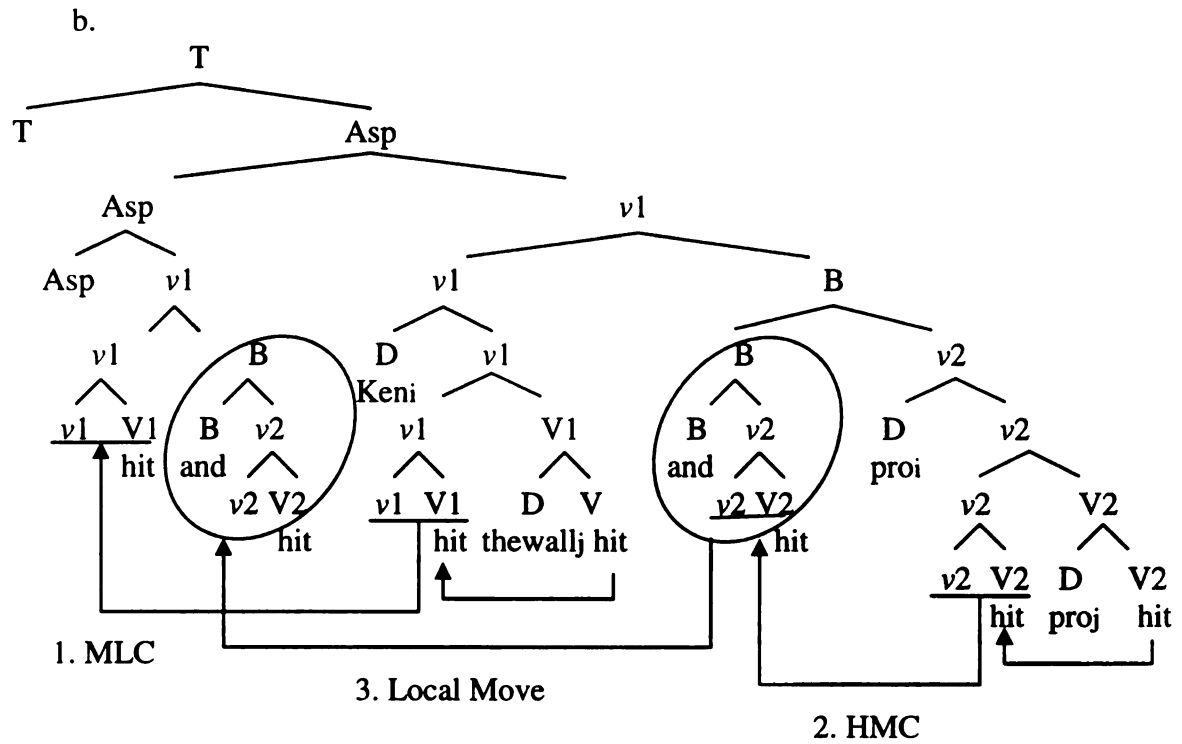 b.
T
T Asp
Asp v1
Asp v1 v1 B
v1 B D v1 B v2
Keni
v1 V1 B v2 v1 V1 B v2 D v2
hit and and proi
v2 V2 v1 V1 D V v2 V2 v2 V2
hit hit thewallj hit hit
v2 V2 D V2
hit proj hit
1. MLC
3. Local Move
2. HMC